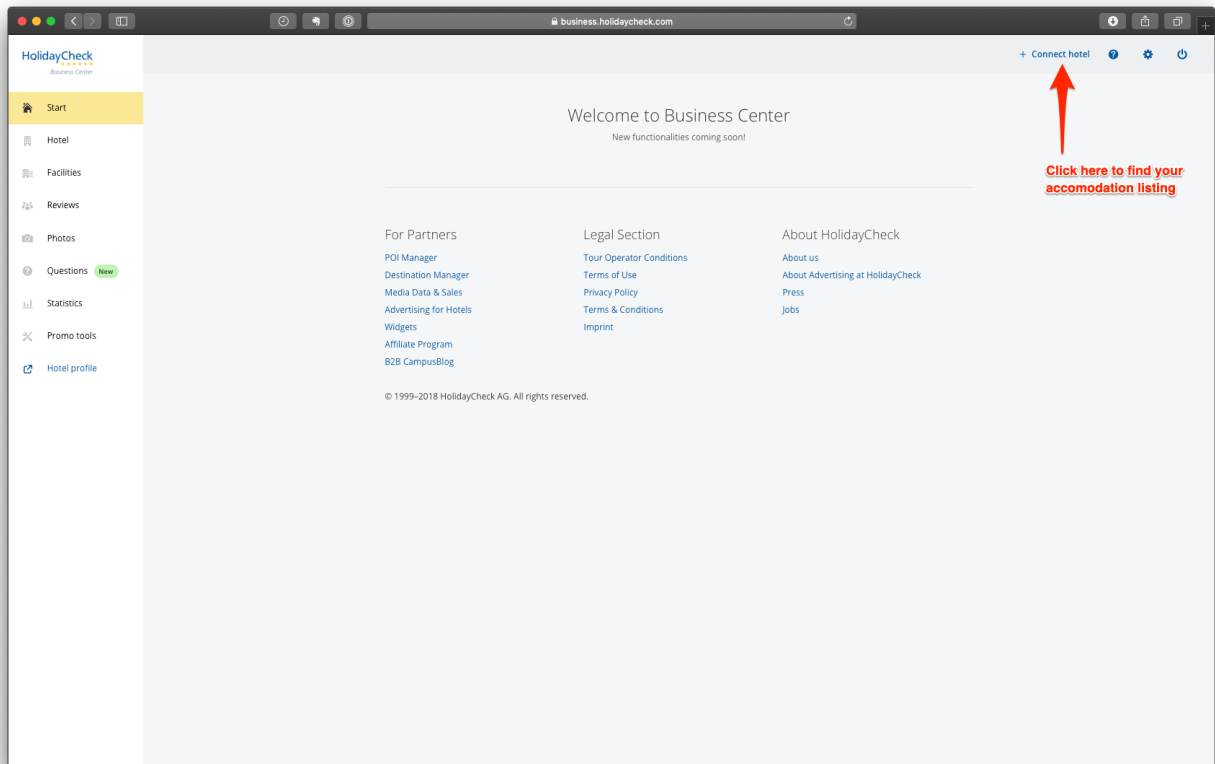 business.holidaycheck.com
HolidayCheck
Business Center
+ Connect hotel
Start
Hotel
Facilities
Reviews
Photos
Questions New
Statistics
Promo tools
Hotel profile
Welcome to Business Center
New functionalities coming soon!
Click here to find your
accomodation listing
For Partners
POI Manager
Destination Manager
Media Data & Sales
Advertising for Hotels
Widgets
Affiliate Program
B2B CampusBlog
Legal Section
Tour Operator Conditions
Terms of Use
Privacy Policy
Terms & Conditions
Imprint
About HolidayCheck
About us
About Advertising at HolidayCheck
Press
Jobs
© 1999–2018 HolidayCheck AG. All rights reserved.